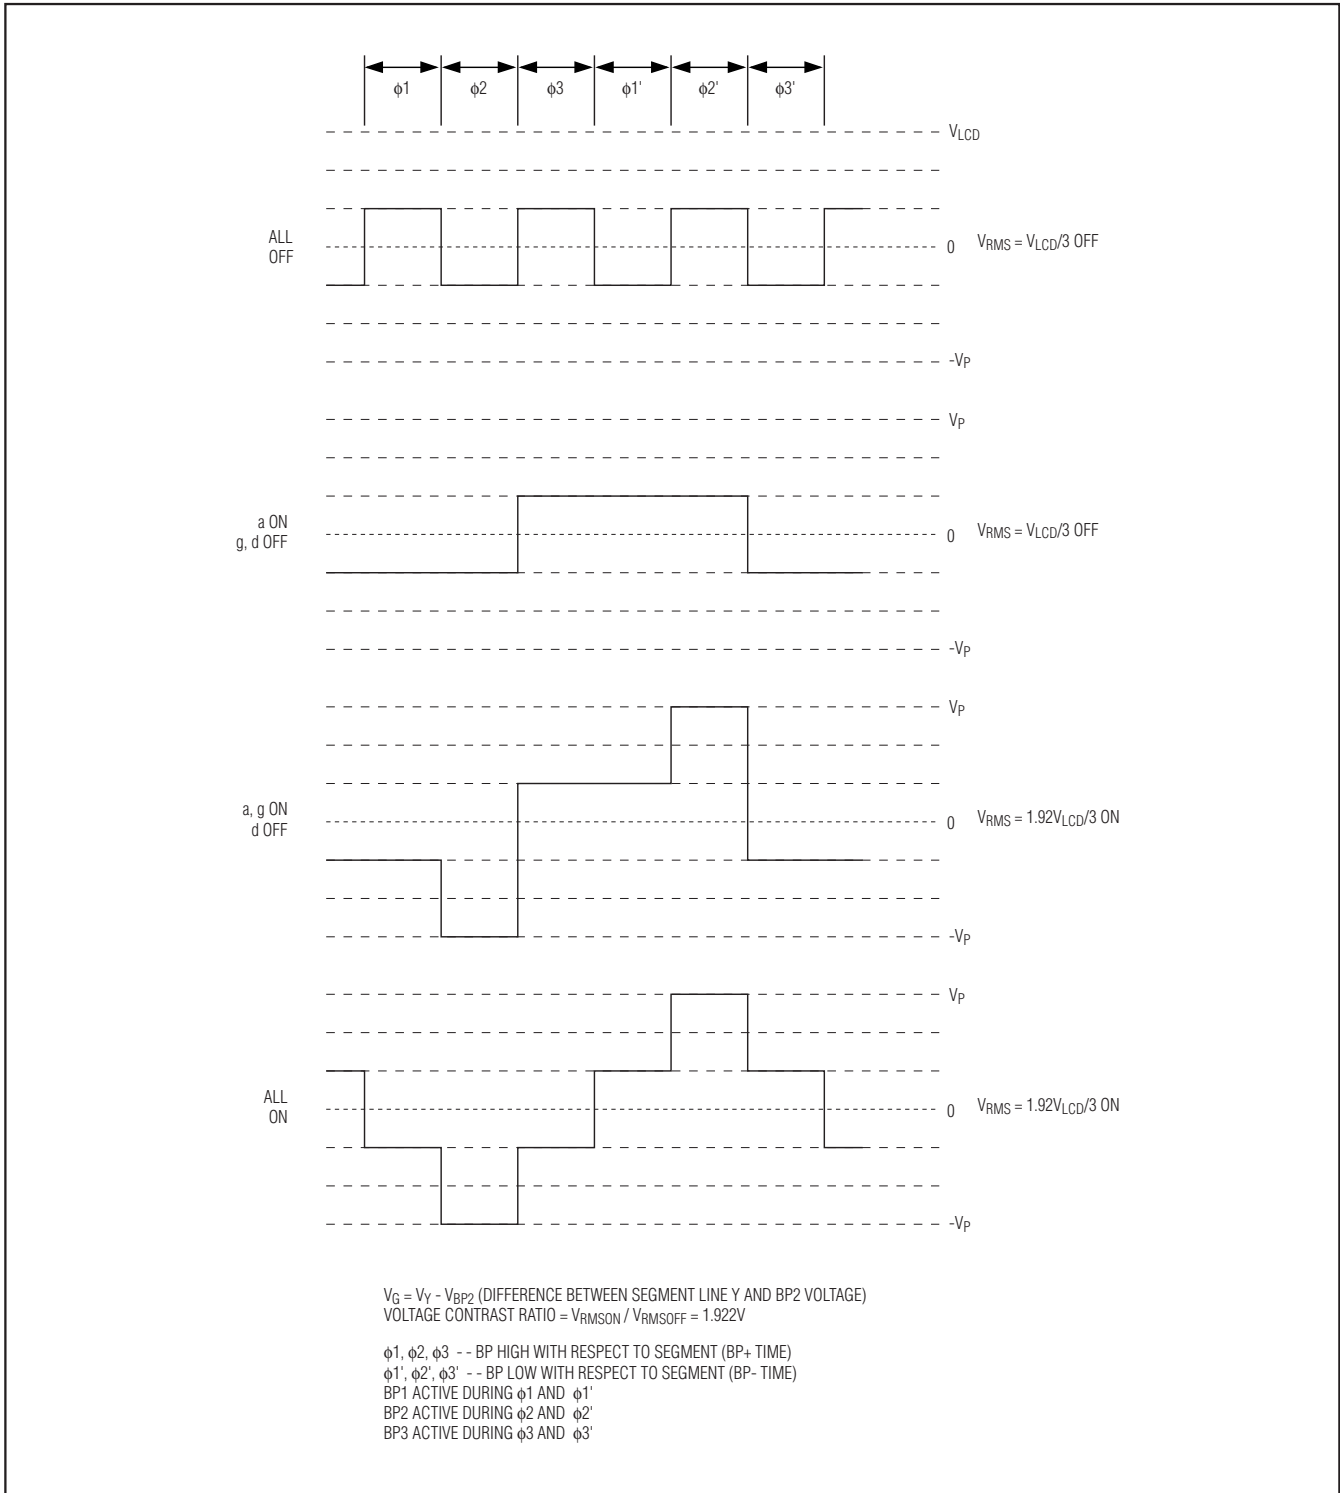 ϕ1 ϕ2 ϕ3 ϕ1' ϕ2' ϕ3'
VLCD
ALL
OFF
0 VRMS = VLCD/3 OFF
-VP
VP
a ON
g, d OFF
0 VRMS = VLCD/3 OFF
-VP
VP
a, g ON
d OFF
0 VRMS = 1.92VLCD/3 ON
-VP
VP
ALL
ON
0 VRMS = 1.92VLCD/3 ON
-VP
VG = VY - VBP2 (DIFFERENCE BETWEEN SEGMENT LINE Y AND BP2 VOLTAGE)
VOLTAGE CONTRAST RATIO = VRMSON / VRMSOFF = 1.922V
ϕ1, ϕ2, ϕ3 - - BP HIGH WITH RESPECT TO SEGMENT (BP+ TIME)
ϕ1', ϕ2', ϕ3' - - BP LOW WITH RESPECT TO SEGMENT (BP- TIME)
BP1 ACTIVE DURING ϕ1 AND ϕ1'
BP2 ACTIVE DURING ϕ2 AND ϕ2'
BP3 ACTIVE DURING ϕ3 AND ϕ3'